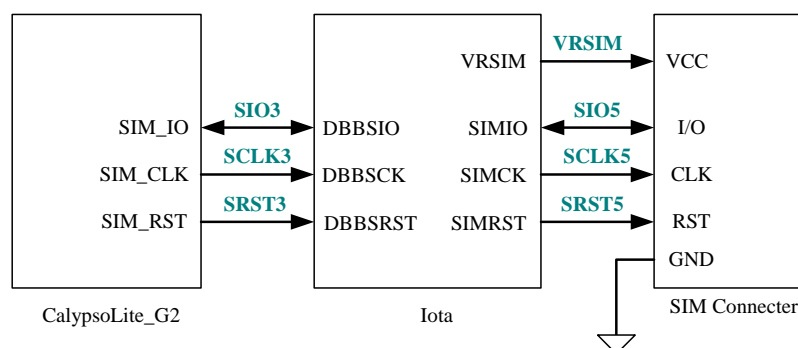 VRSIM
VRSIM
VCC
SIM_IO
SIO3
DBBSIO
SIMIO
SIO5
I/O
SIM_CLK
SCLK3
DBBSCK
SIMCK
SCLK5
CLK
SIM_RST
SRST3
DBBSRST
SIMRST
SRST5
RST
GND
CalypsoLite_G2
Iota
SIM Connecter